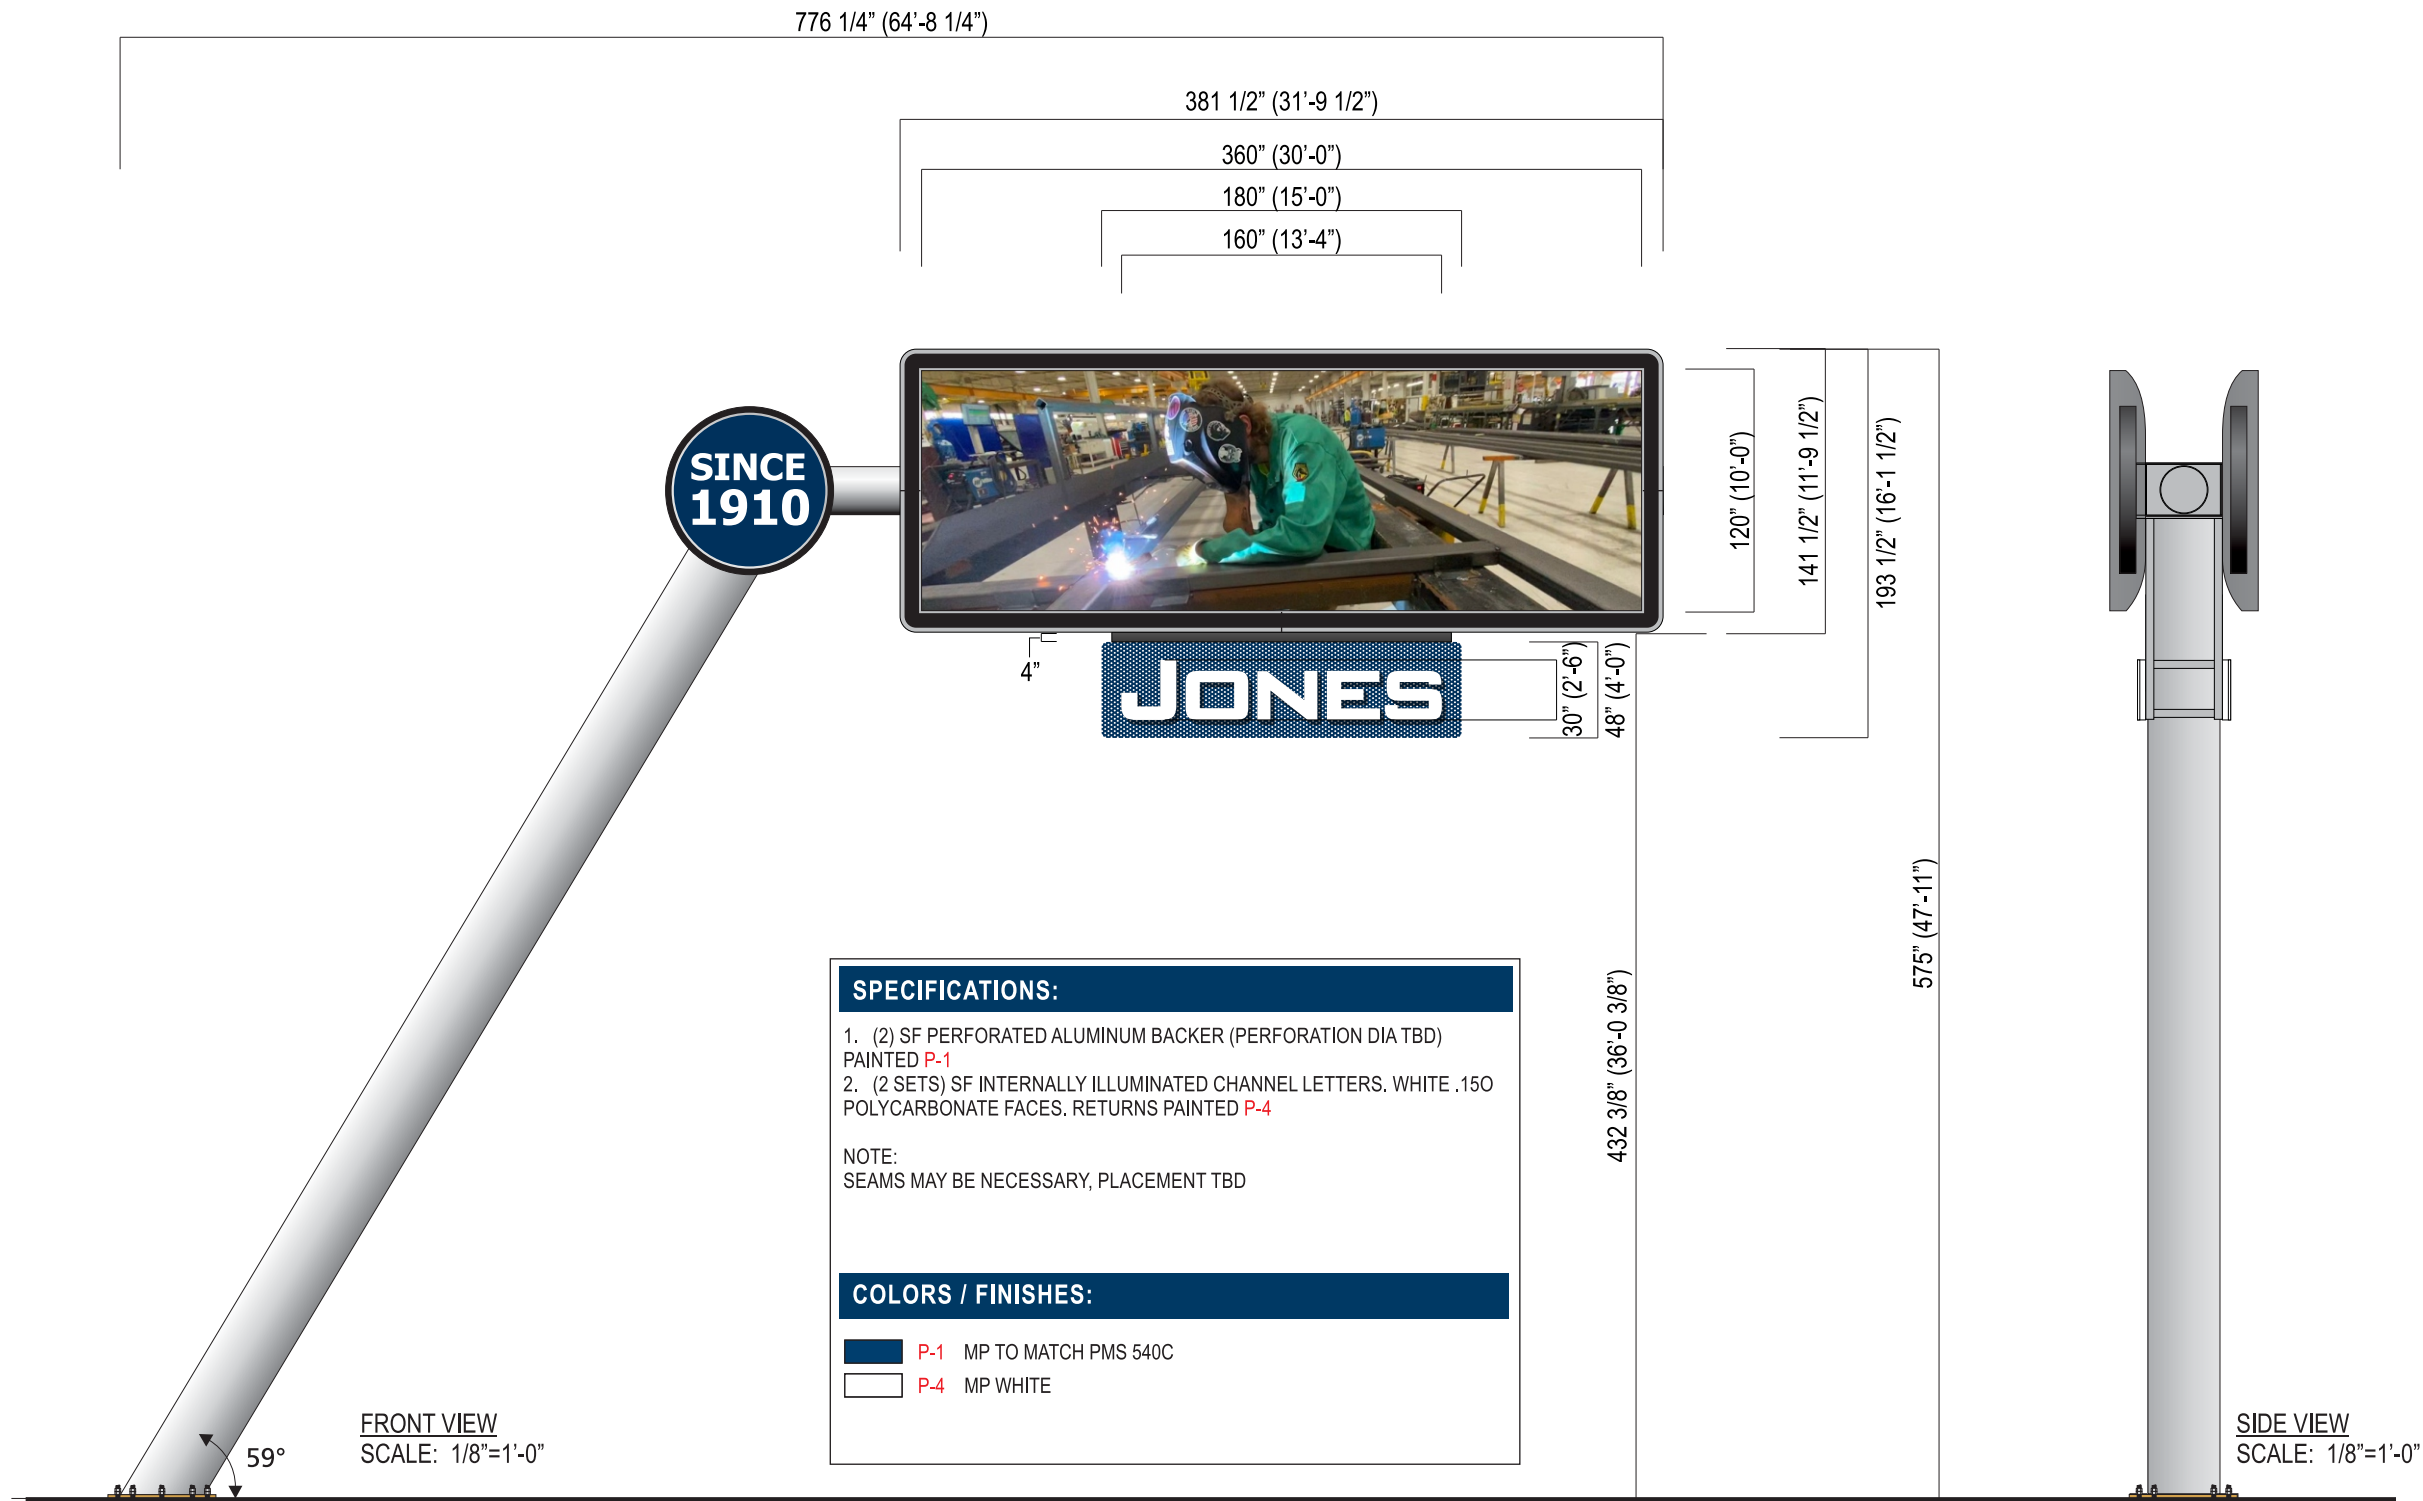 776 1/4” (64’-8 1/4”)
381 1/2” (31’-9 1/2”)
360” (30’-0”)
180” (15’-0”)
160” (13’-4”)
SINCE
1910
120” (10’-0”)
141 1/2” (11’-9 1/2”)
193 1/2” (16’-1 1/2”)
4”
JONES
30” (2’-6”)
48” (4’-0”)
575” (47’-11”)
432 3/8” (36’-0 3/8”)
SPECIFICATIONS:
1. (2) SF PERFORATED ALUMINUM BACKER (PERFORATION DIA TBD)
PAINTED P-1
2. (2 SETS) SF INTERNALLY ILLUMINATED CHANNEL LETTERS. WHITE .15O
POLYCARBONATE FACES. RETURNS PAINTED P-4
NOTE:
SEAMS MAY BE NECESSARY, PLACEMENT TBD
COLORS / FINISHES:
P-1 MP TO MATCH PMS 540C
P-4 MP WHITE
59°
FRONT VIEW
SCALE: 1/8”=1’-0”
SIDE VIEW
SCALE: 1/8”=1’-0”